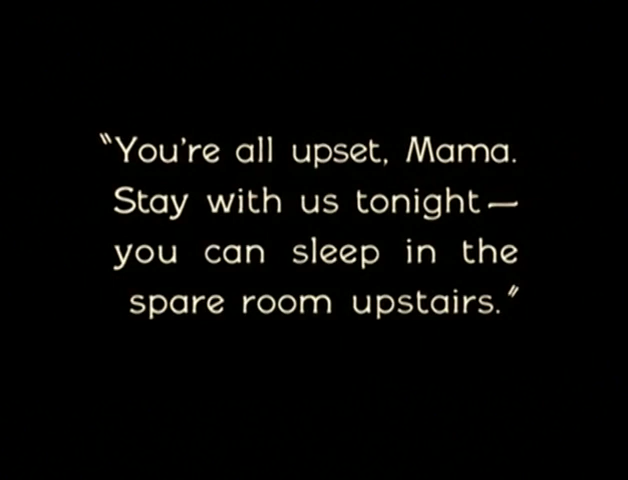 "You're all upset, Mama.
Stay with us tonight—
you can sleep in the
spare room upstairs."